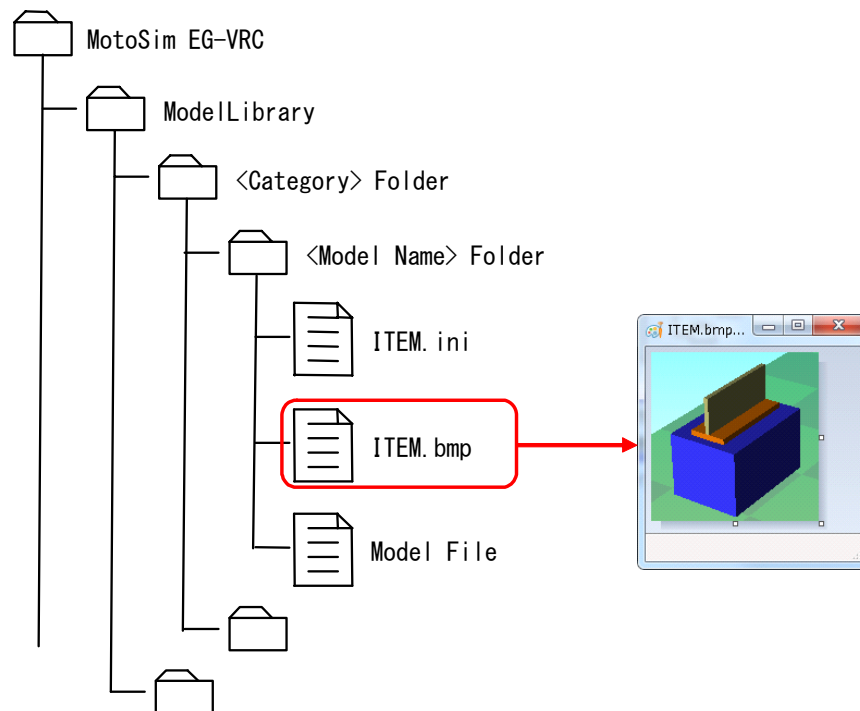 MotoSim EG-VRC
ModelLibrary
<Category> Folder
<Model Name> Folder
ITEM.ini
ITEM.bmp...
ITEM.bmp
Model File